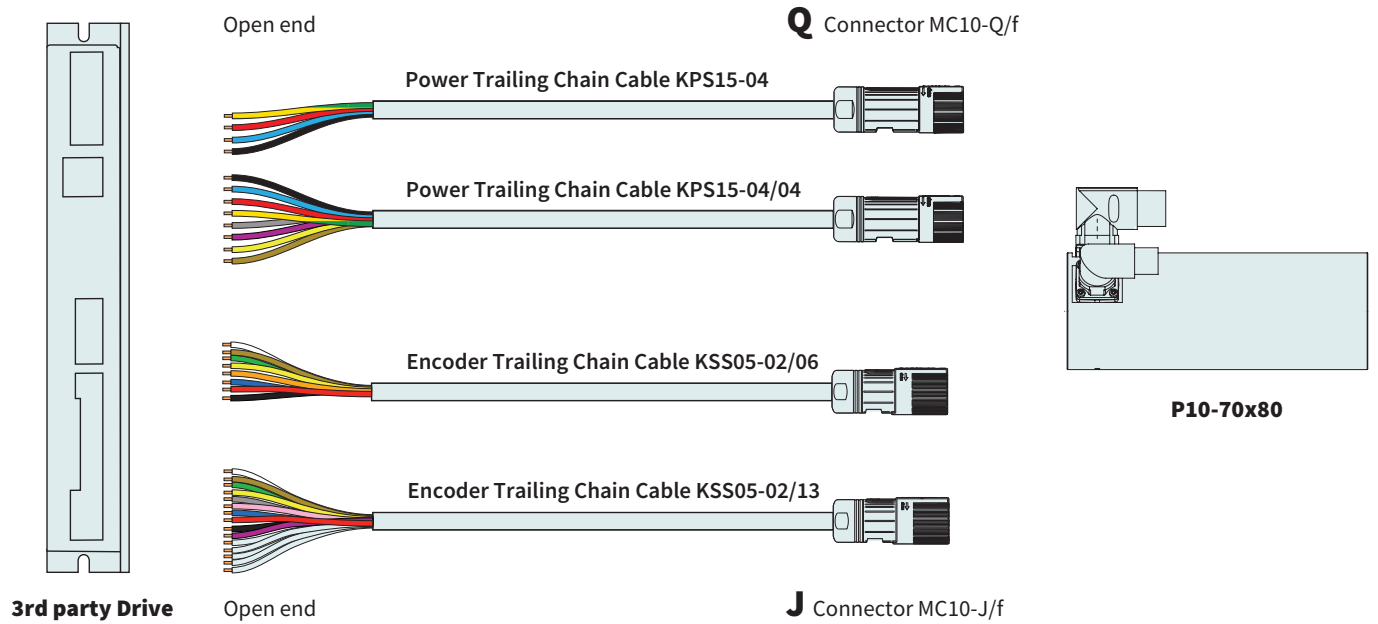 Open end
Q Connector MC10-Q/f
Power Trailing Chain Cable KPS15-04
Power Trailing Chain Cable KPS15-04/04
Encoder Trailing Chain Cable KSS05-02/06
P10-70x80
Encoder Trailing Chain Cable KSS05-02/13
3rd party Drive
Open end
J Connector MC10-J/f